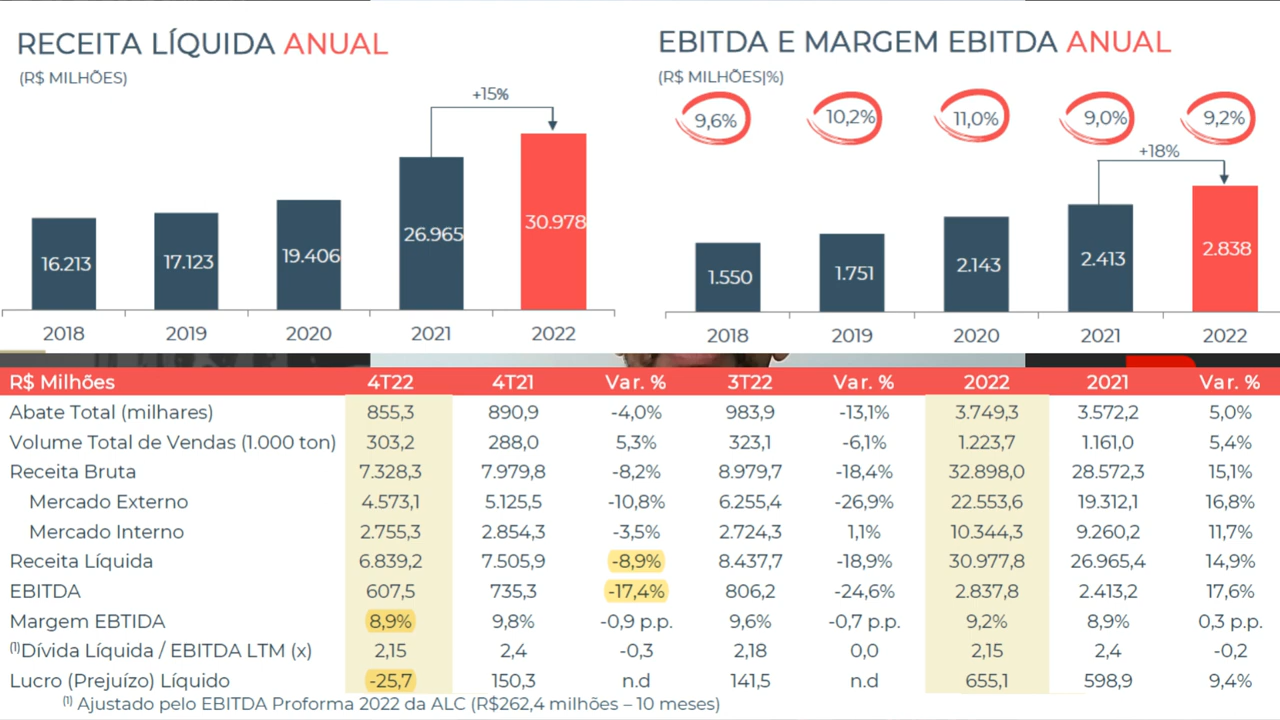 RECEITA LÍQUIDA ANUAL
(R$ MILHÕES)
+15%
16.213 17.123 19.406 26.965 30.978
2018 2019 2020 2021 2022
EBITDA E MARGEM EBITDA ANUAL
(R$ MILHÕES|%)
9,6% 10,2% 11,0% 9,0% 9,2%
+18%
1.550 1.751 2.143 2.413 2.838
2018 2019 2020 2021 2022
R$ Milhões 4T22 4T21 Var. % 3T22 Var. % 2022 2021 Var. %
Abate Total (milhares) 855,3 890,9 -4,0% 983,9 -13,1% 3.749,3 3.572,2 5,0%
Volume Total de Vendas (1.000 ton) 303,2 288,0 5,3% 323,1 -6,1% 1.223,7 1.161,0 5,4%
Receita Bruta 7.328,3 7.979,8 -8,2% 8.979,7 -18,4% 32.898,0 28.572,3 15,1%
Mercado Externo 4.573,1 5.125,5 -10,8% 6.255,4 -26,9% 22.553,6 19.312,1 16,8%
Mercado Interno 2.755,3 2.854,3 -3,5% 2.724,3 1,1% 10.344,3 9.260,2 11,7%
Receita Líquida 6.839,2 7.505,9 -8,9% 8.437,7 -18,9% 30.977,8 26.965,4 14,9%
EBITDA 607,5 735,3 -17,4% 806,2 -24,6% 2.837,8 2.413,2 17,6%
Margem EBTIDA 8,9% 9,8% -0,9 p.p. 9,6% -0,7 p.p. 9,2% 8,9% 0,3 p.p.
(1)Dívida Líquida / EBITDA LTM (x) 2,15 2,4 -0,3 2,18 0,0 2,15 2,4 -0,2
Lucro (Prejuízo) Líquido -25,7 150,3 n.d 141,5 n.d 655,1 598,9 9,4%
(1) Ajustado pelo EBITDA Proforma 2022 da ALC (R$262,4 milhões – 10 meses)